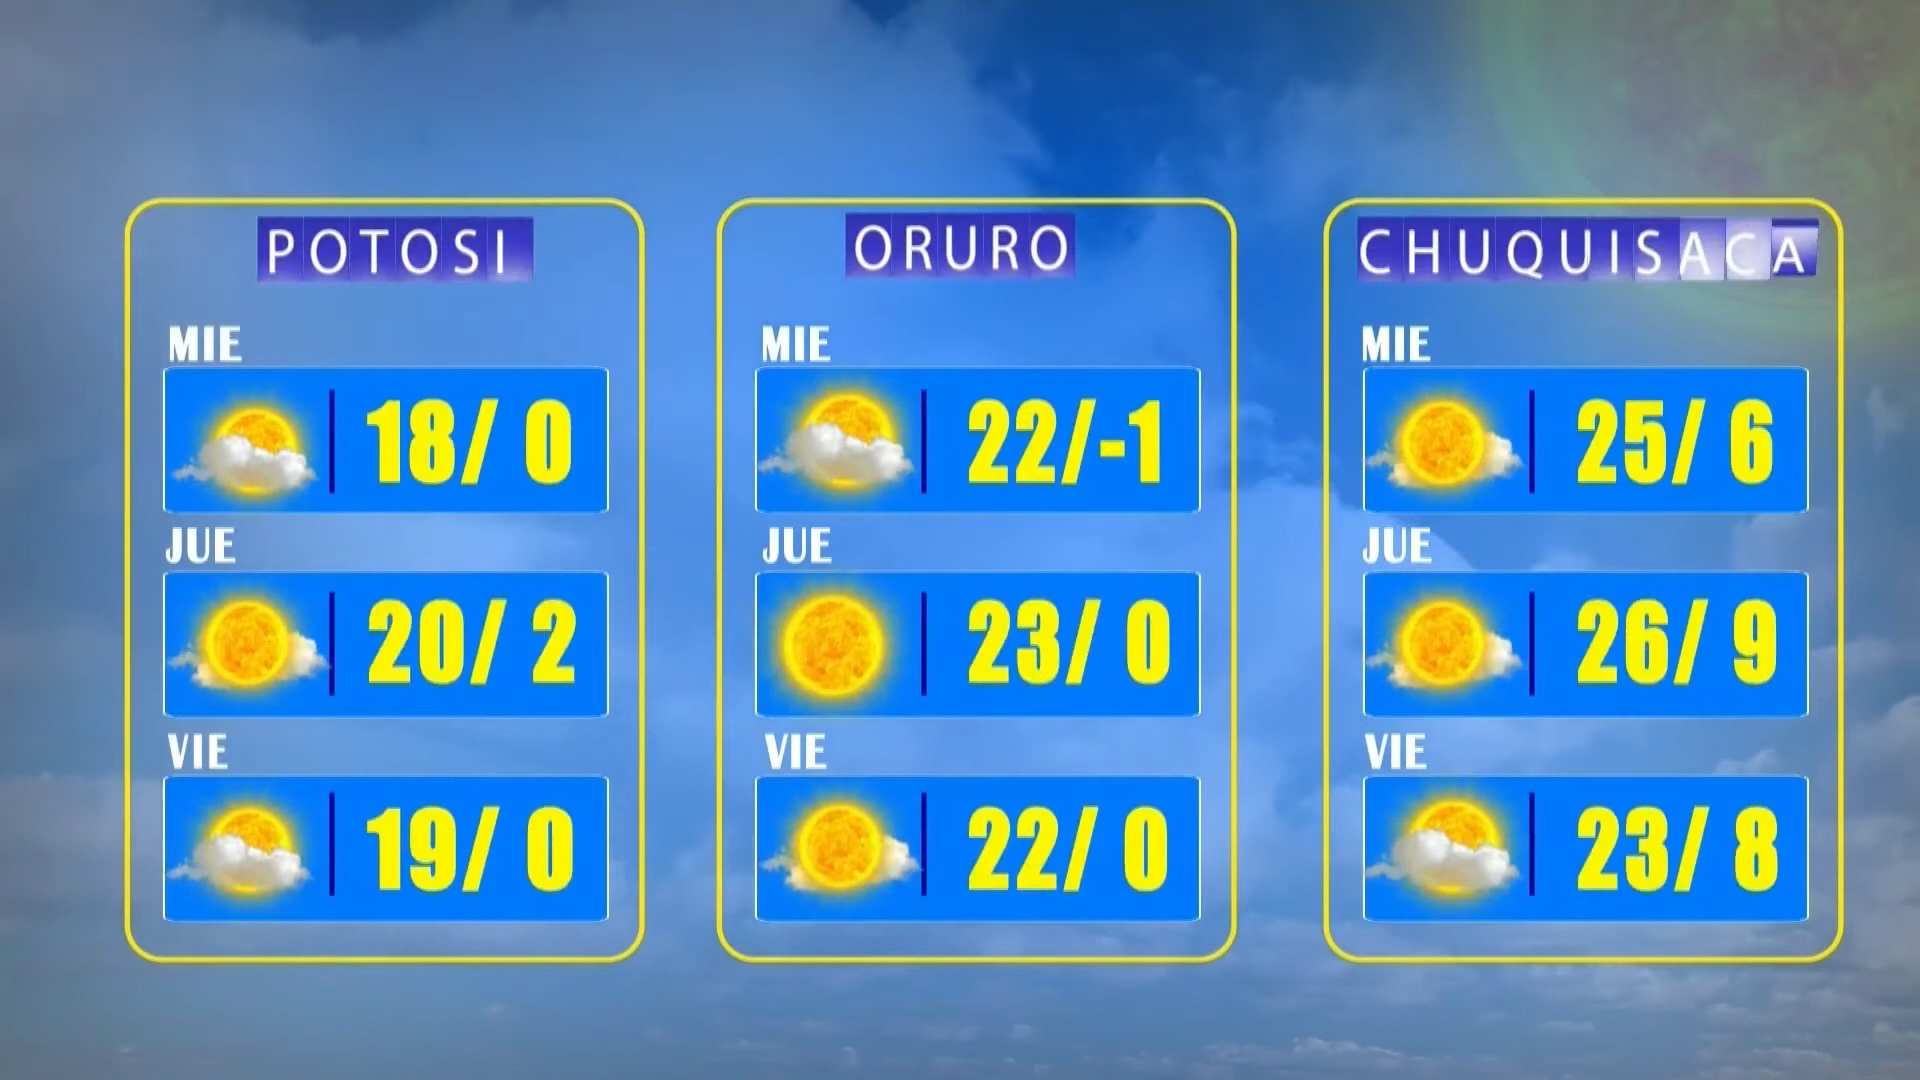 POTOSI
MIE
18/ 0
JUE
20/ 2
VIE
19/ 0
ORURO
MIE
22/-1
JUE
23/ 0
VIE
22/ 0
CHUQUISACA
MIE
25/ 6
JUE
26/ 9
VIE
23/ 8